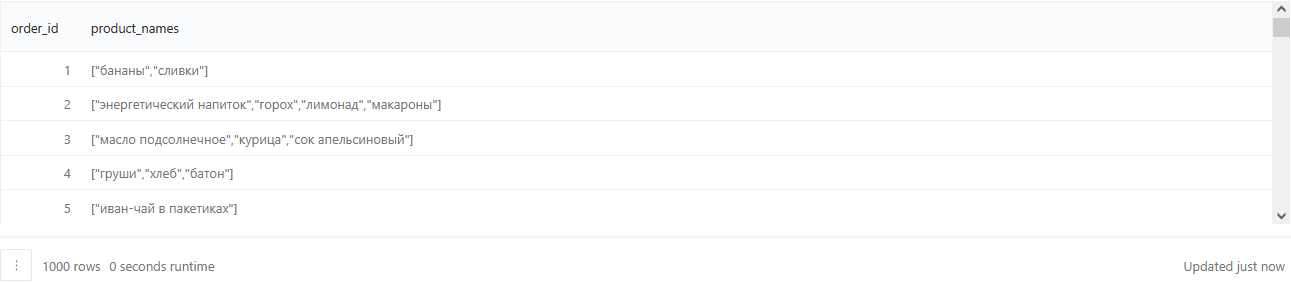 order_id product_names
1 ["бананы","сливки"]
2 ["энергетический напиток","горох","лимонад","макароны"]
3 ["масло подсолнечное","курица","сок апельсиновый"]
4 ["груши","хлеб","батон"]
5 ["иван-чай в пакетиках"]
1000 rows 0 seconds runtime Updated just now